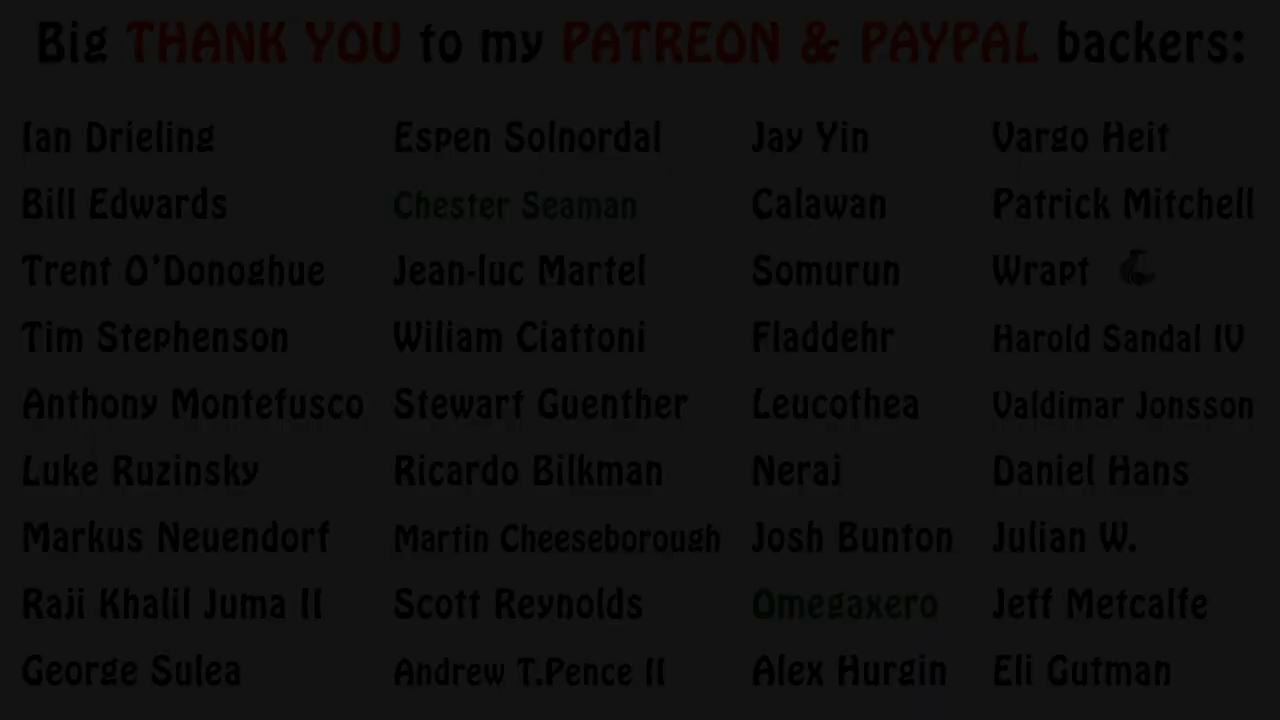 Big THANK YOU to my PATREON & PAYPAL backers:
Ian Drieling Espen Solnordal Jay Yin Vargo Heit
Bill Edwards Chester Seaman Calawan Patrick Mitchell
Trent O'Donoghue Jean-luc Martel Somurun Wrapt
Tim Stephenson Wiliam Ciattoni Fladdehr Harold Sandal IV
Anthony Montefusco Stewart Guenther Leucothea Valdimar Jonsson
Luke Ruzinsky Ricardo Bilkman Neraj Daniel Hans
Markus Neuendorf Martin Cheeseborough Josh Bunton Julian W.
Raji Khalil Juma II Scott Reynolds Omegaxero Jeff Metcalfe
George Sulea Andrew T.Pence II Alex Hurgin Eli Gutman